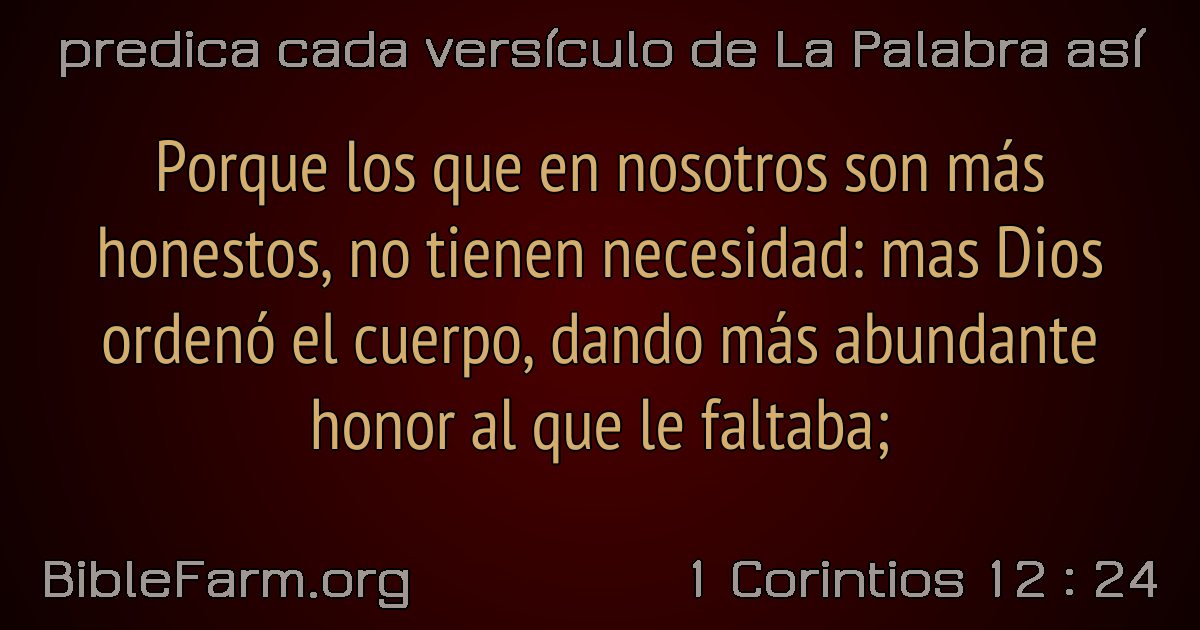 predica cada versículo de La Palabra así
Porque los que en nosotros son más
honestos, no tienen necesidad: mas Dios
ordenó el cuerpo, dando más abundante
honor al que le faltaba;
BibleFarm.org
1 Corintios 12 : 24